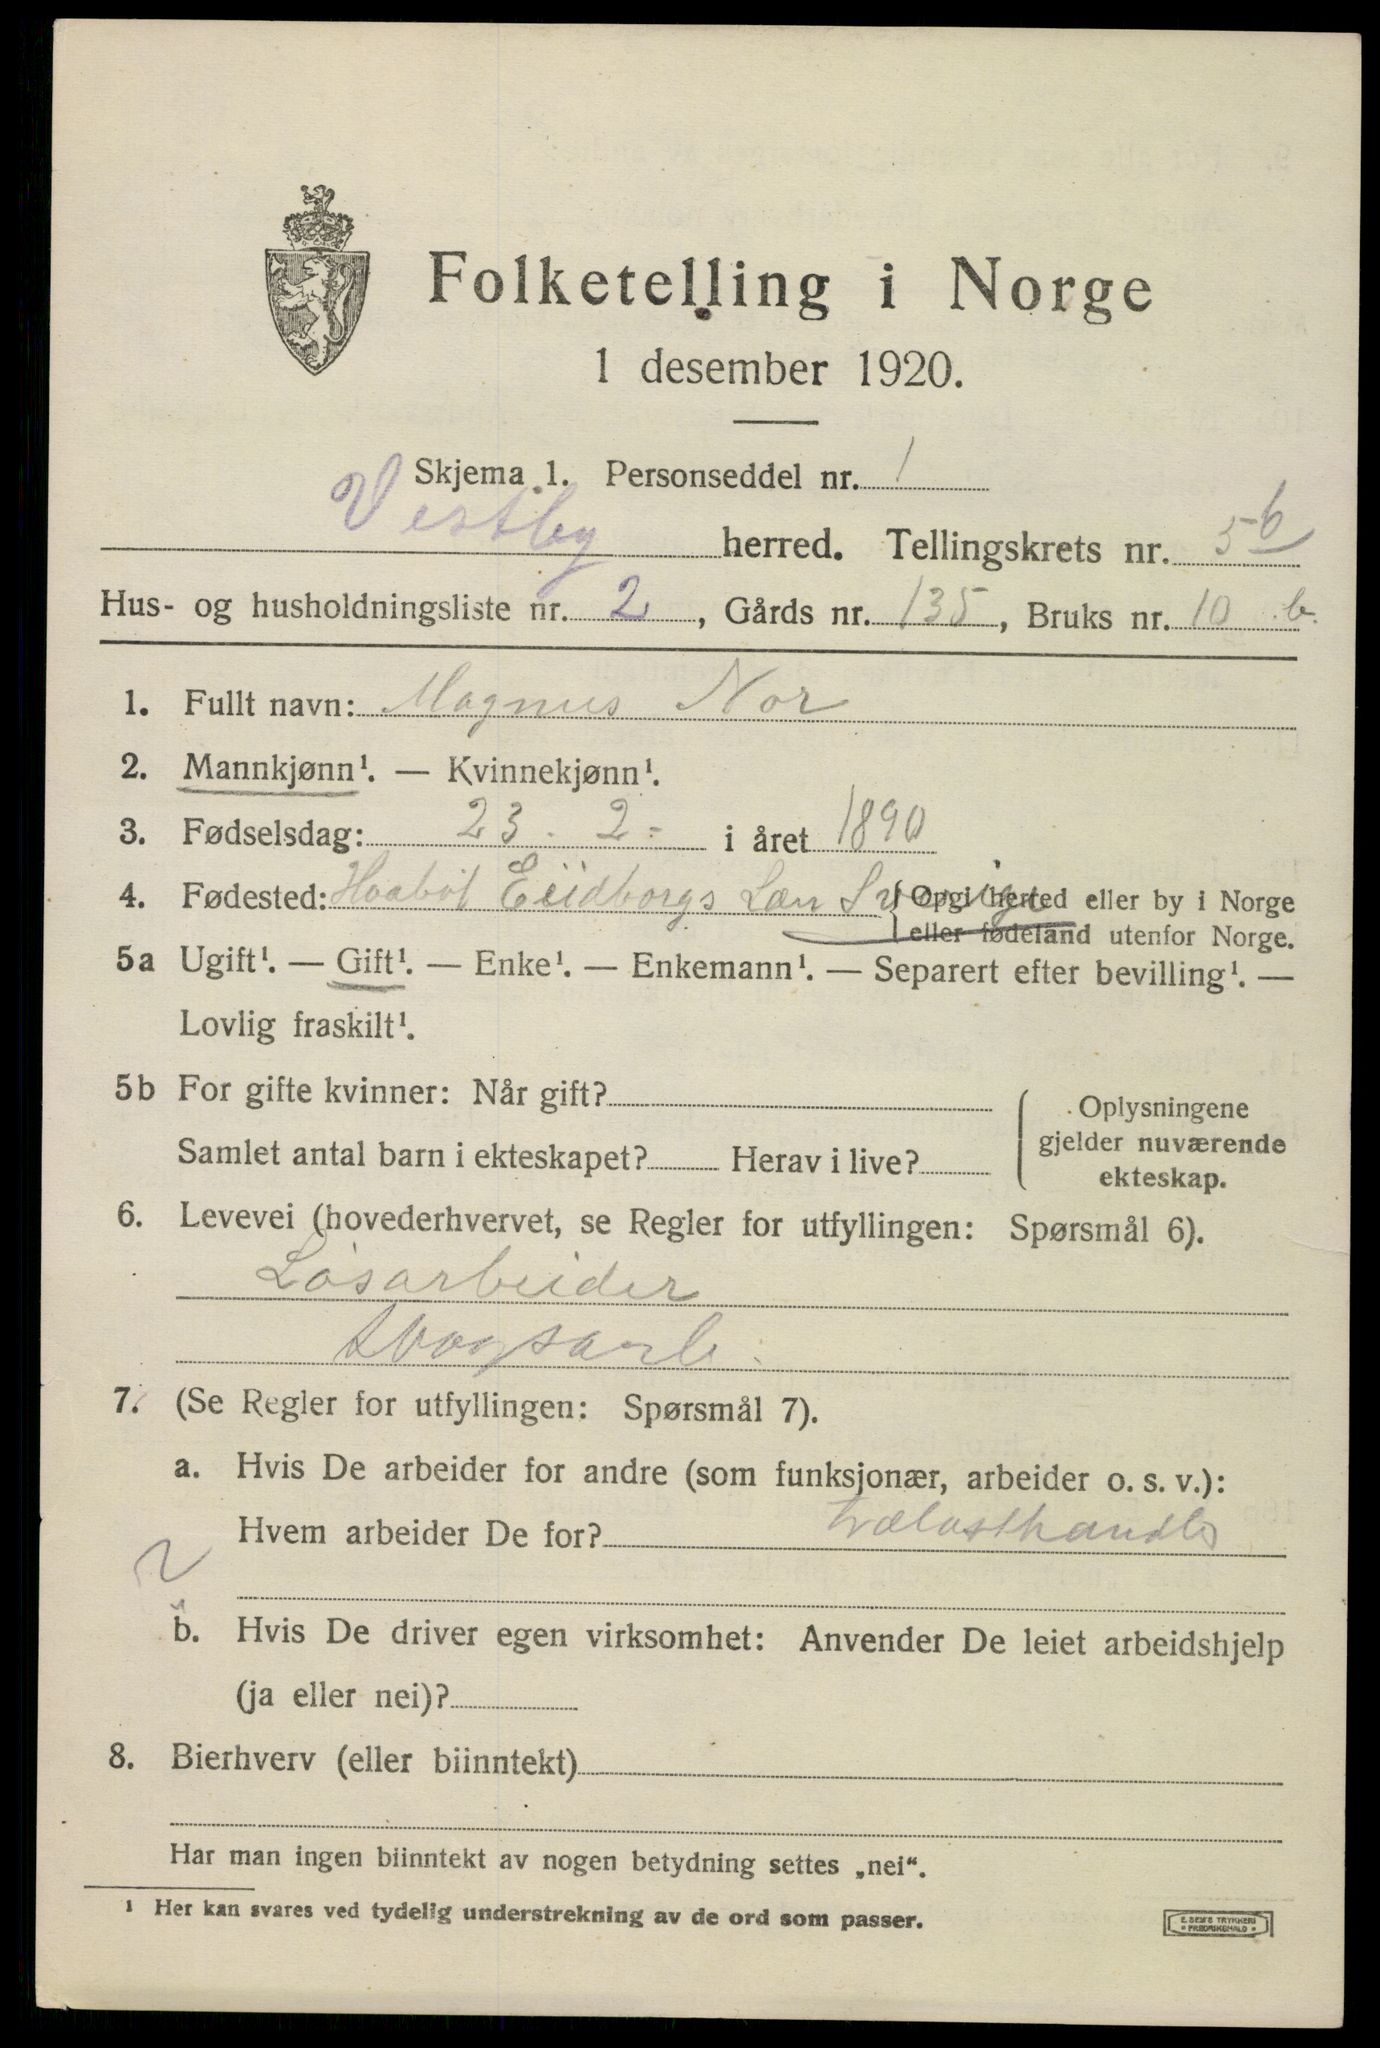 Folketelling i Norge
1 desember 1920.
Skjema 1. Personseddel nr. 1
Vestby herred. Tellingskrets nr. 5b
Hus- og husholdningsliste nr. 2, Gårds nr. 135, Bruks nr. 10 b.
1. Fullt navn: Magnus Nor
2. Mannkjønn¹. — Kvinnekjønn¹.
3. Fødselsdag: 23. 2 - i året 1890
4. Fødested: Læn Sverige {Opgi herred eller by i Norge
eller fødeland utenfor Norge.
5a Ugift¹. — Gift¹. — Enke¹. — Enkemann¹. — Separert efter bevilling¹. —
Lovlig fraskilt¹.
5b For gifte kvinner: Når gift?
Samlet antal barn i ekteskapet? Herav i live?
Oplysningene
gjelder nuværende
ekteskap.
6. Levevei (hovederhvervet, se Regler for utfyllingen: Spørsmål 6).
Løsarbeider
7. (Se Regler for utfyllingen: Spørsmål 7).
a. Hvis De arbeider for andre (som funksjonær, arbeider o. s. v.):
Hvem arbeider De for? trælasthandler
b. Hvis De driver egen virksomhet: Anvender De leiet arbeidshjelp
(ja eller nei)?
8. Bierhverv (eller biinntekt)
Har man ingen biinntekt av nogen betydning settes „nei“.
¹ Her kan svares ved tydelig understrekning av de ord som passer.
E. SEM'S TRYKKERI
FREDRIKSHALD